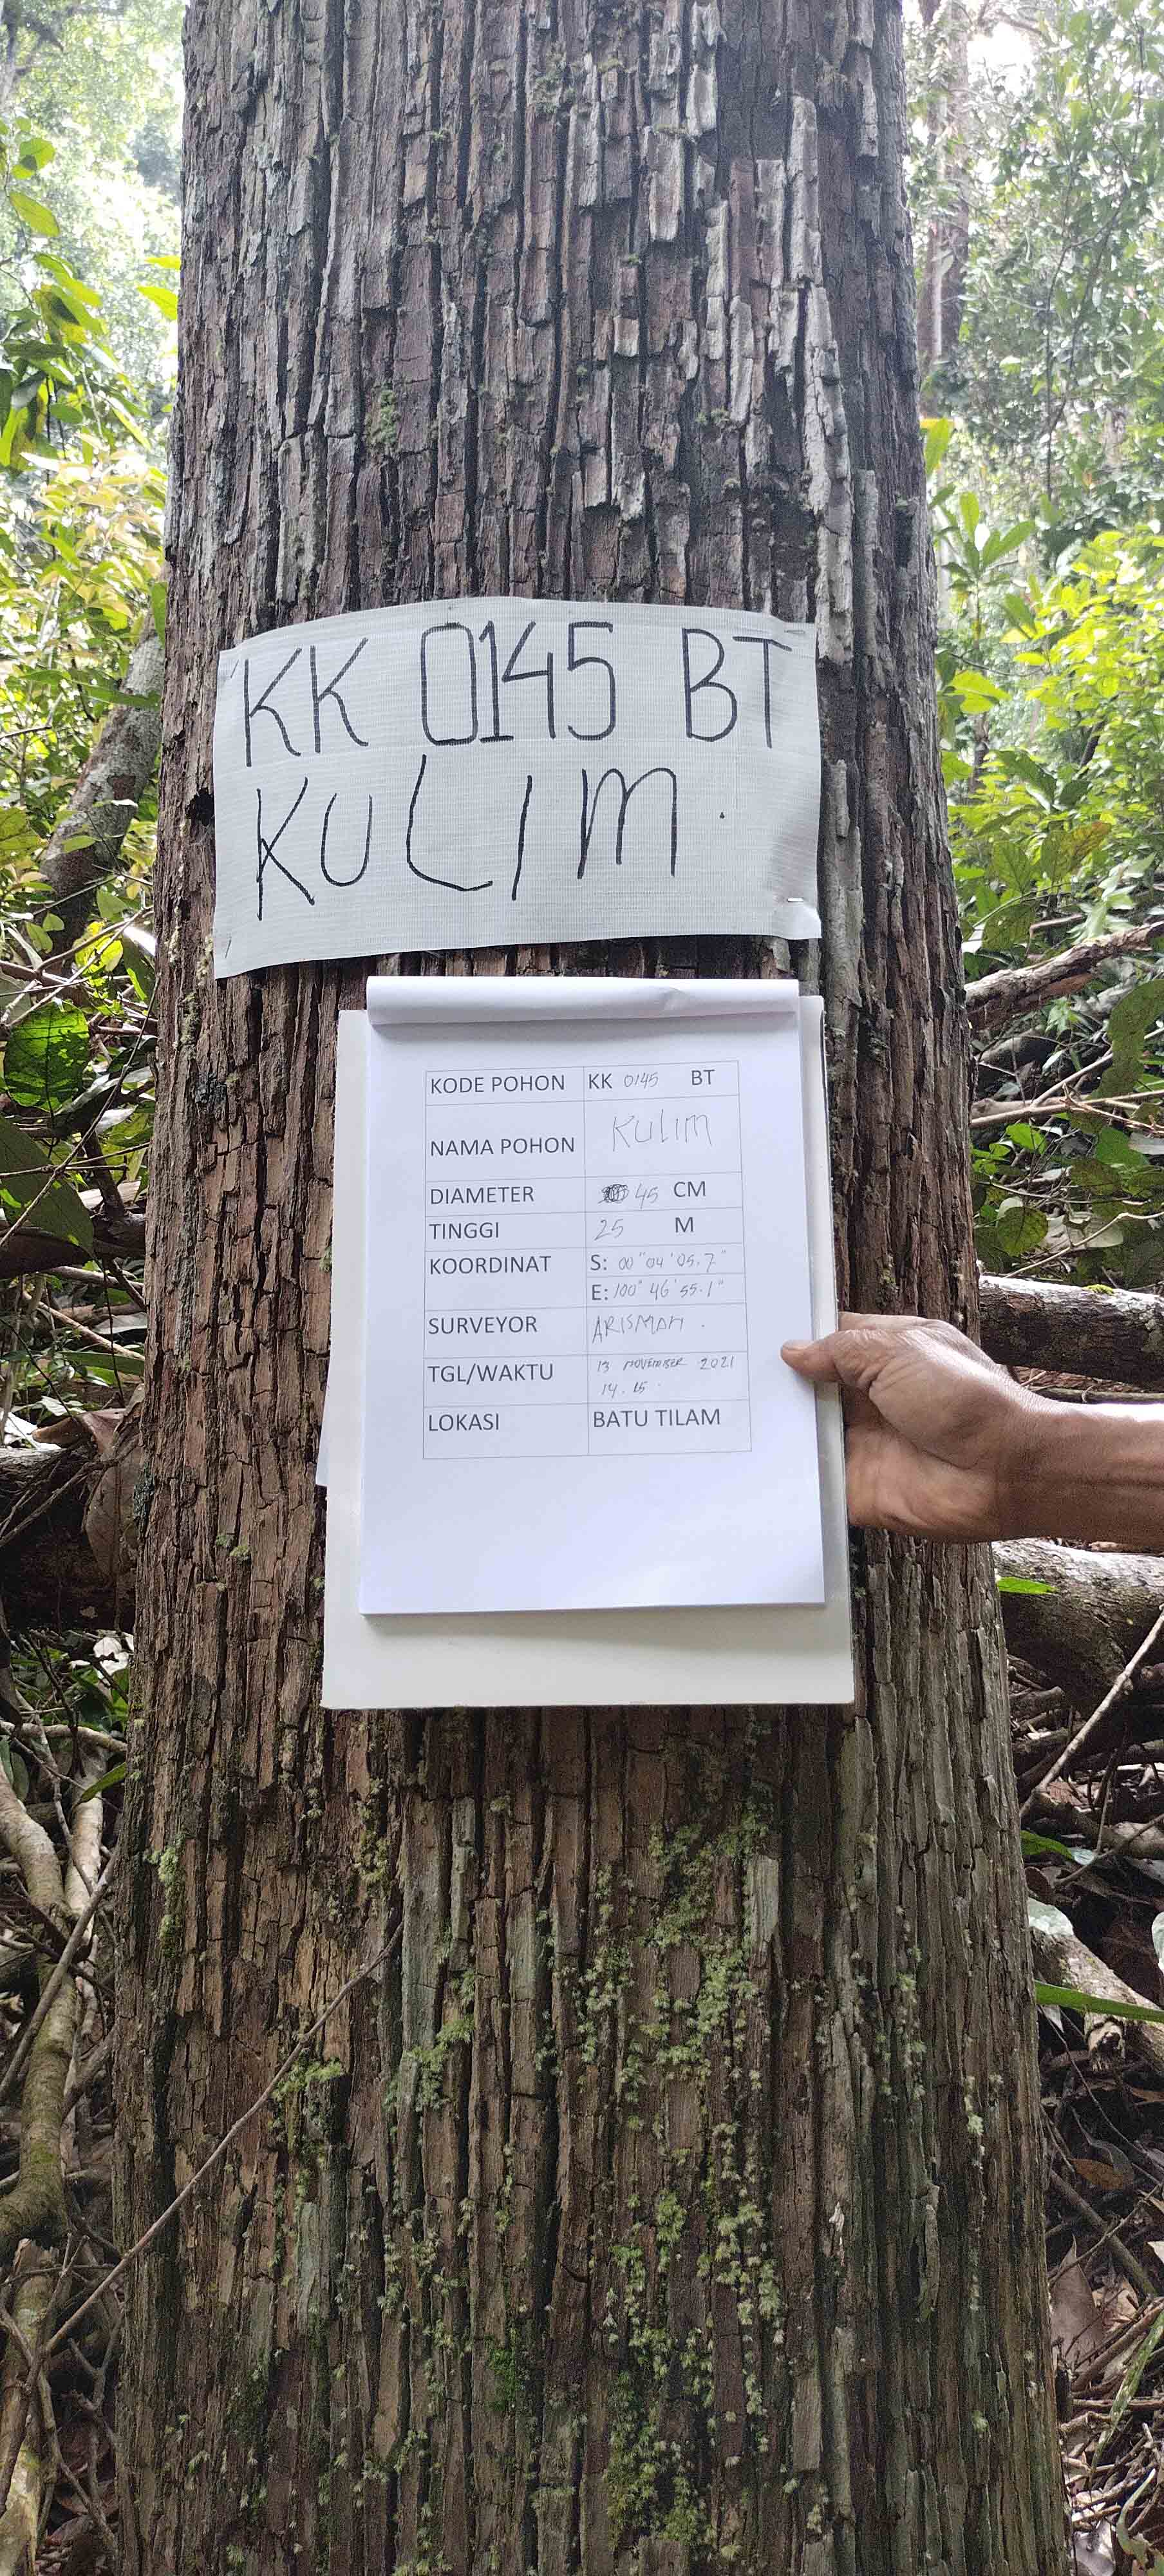 KK 0145 BT
KULIM.
KODE POHON KK 0145 BT
NAMA POHON KULIM
DIAMETER 45 CM
TINGGI 25 M
KOORDINAT S: 00"04'05.7"
E: 100°46'55.1"
SURVEYOR ARISMAN.
TGL/WAKTU 13 NOVEMBER 2021
14.15.
LOKASI BATU TILAM